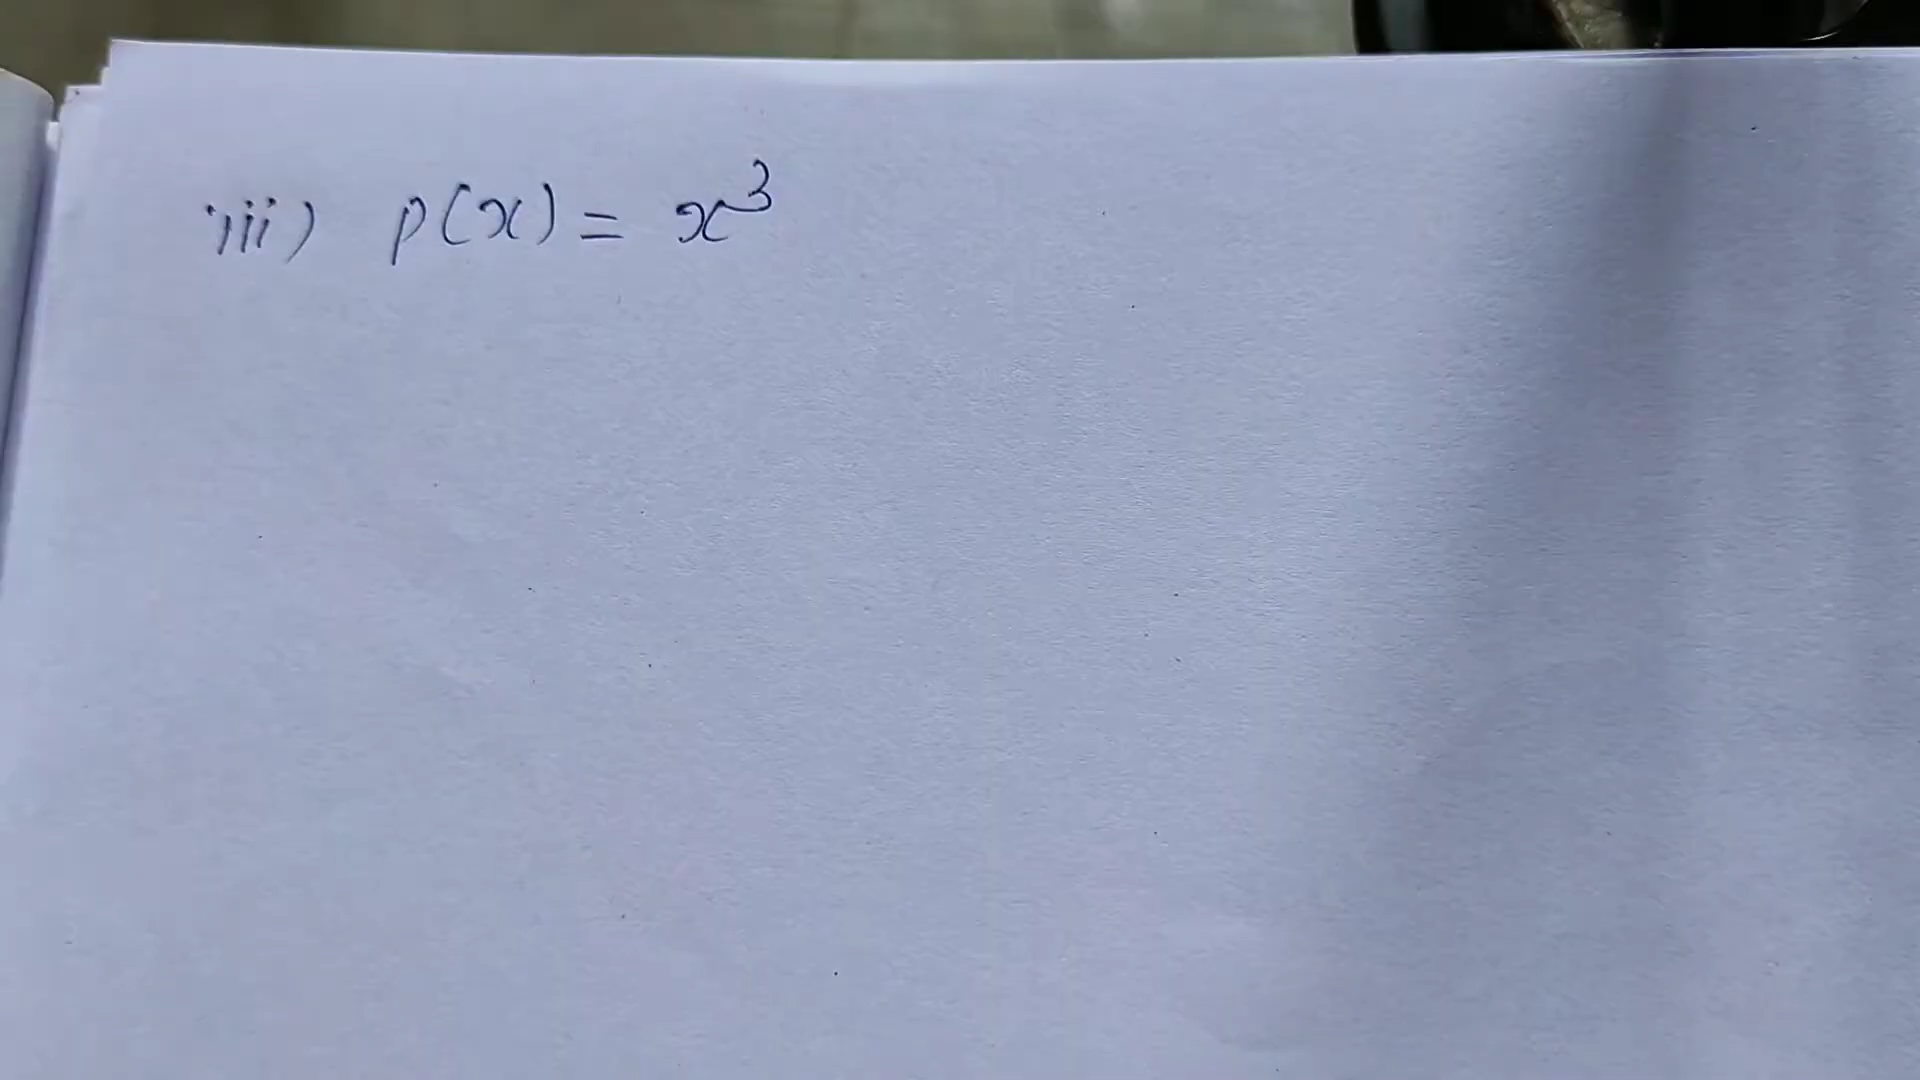 iii) p(x) = x³